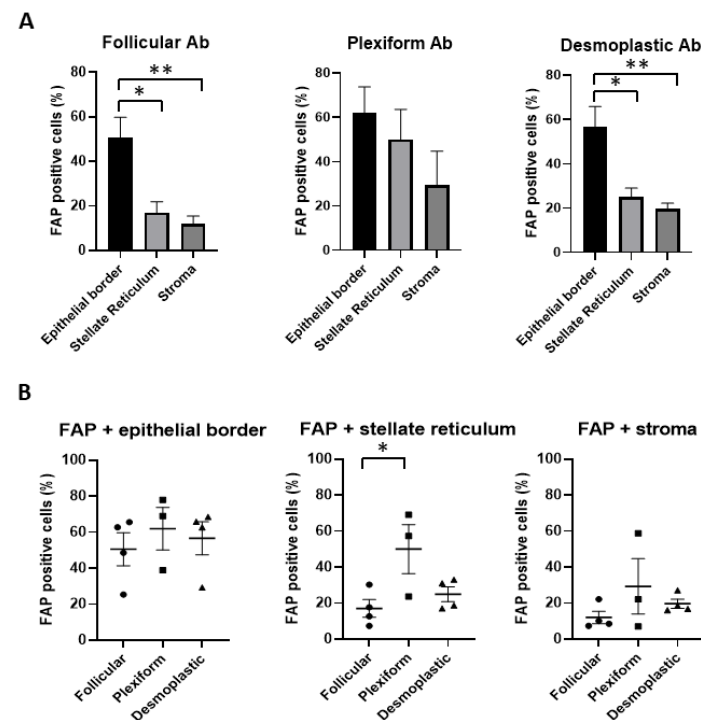 A
Follicular Ab
Plexiform Ab
Desmoplastic Ab
FAP positive cells (%)
80
60
40
20
0
**
*
Epithelial border
Stellate Reticulum
Stroma
FAP positive cells (%)
80
60
40
20
0
Epithelial border
Stellate Reticulum
Stroma
FAP positive cells (%)
80
60
40
20
0
**
*
Epithelial border
Stellate Reticulum
Stroma
B
FAP + epithelial border
FAP + stellate reticulum
FAP + stroma
FAP positive cells (%)
100
80
60
40
20
0
Follicular
Plexiform
Desmoplastic
FAP positive cells (%)
100
80
60
40
20
0
*
Follicular
Plexiform
Desmoplastic
FAP positive cells (%)
100
80
60
40
20
0
Follicular
Plexiform
Desmoplastic